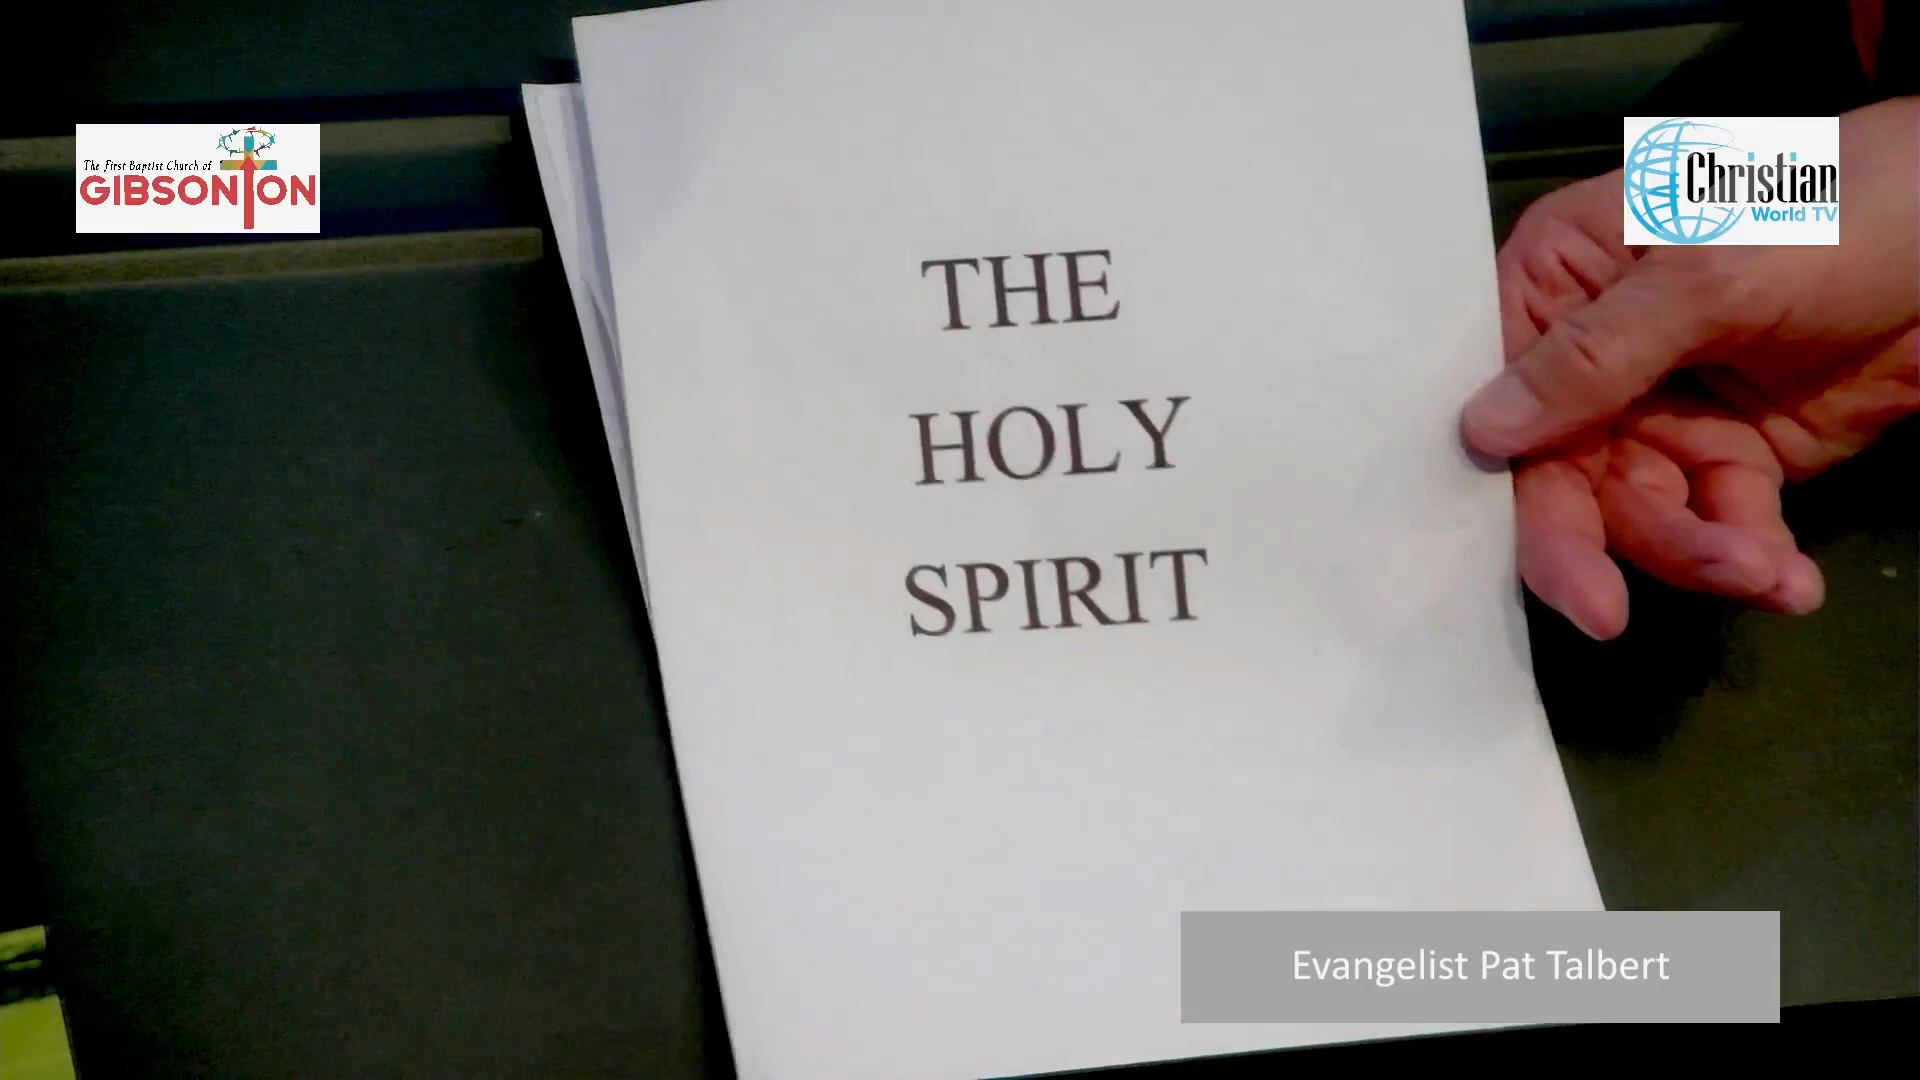 The First Baptist Church of
GIBSONTON
Christian
World TV
THE
HOLY
SPIRIT
Evangelist Pat Talbert